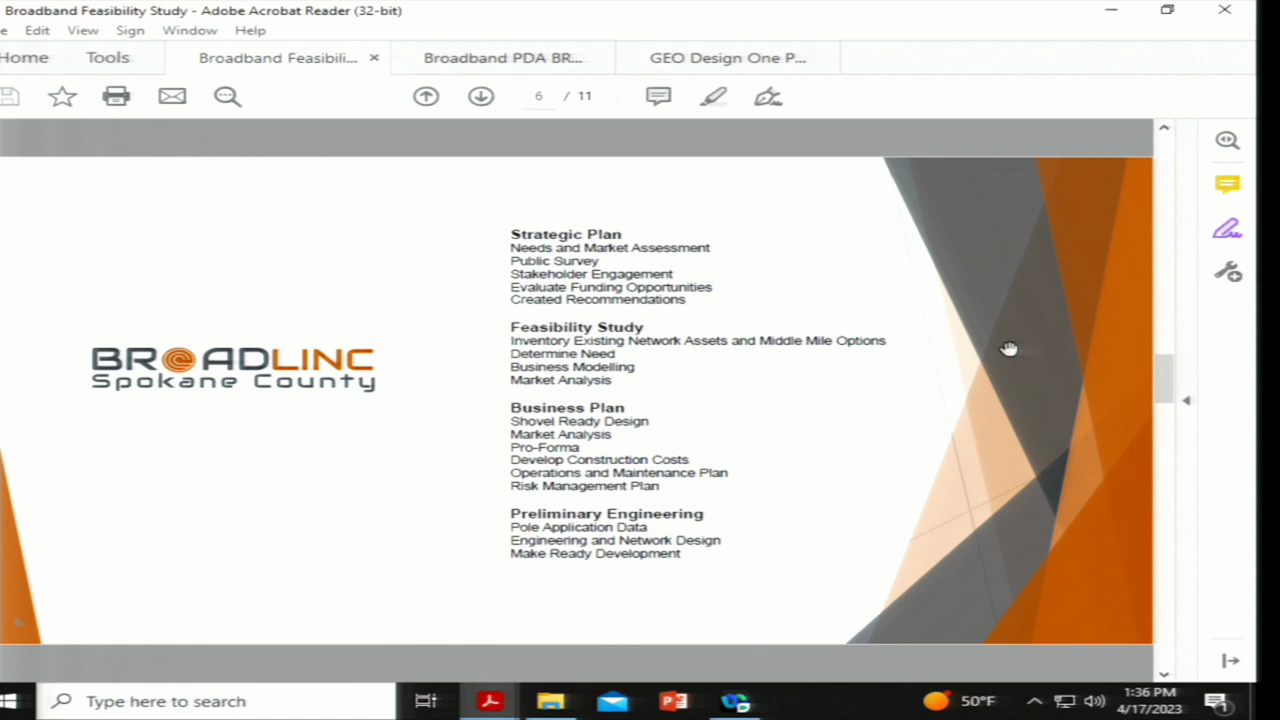 Broadband Feasibility Study - Adobe Acrobat Reader (32-bit)
Edit View Sign Window Help
Home Tools Broadband Feasibili... Broadband PDA BR... GEO Design One P...
6 / 11
Strategic Plan
Needs and Market Assessment
Public Survey
Stakeholder Engagement
Evaluate Funding Opportunities
Created Recommendations
Feasibility Study
Inventory Existing Network Assets and Middle Mile Options
Determine Need
Business Modelling
Market Analysis
BROADLINC
Spokane County
Business Plan
Shovel Ready Design
Market Analysis
Pro-Forma
Develop Construction Costs
Operations and Maintenance Plan
Risk Management Plan
Preliminary Engineering
Pole Application Data
Engineering and Network Design
Make Ready Development
Type here to search
50°F
1:36 PM
4/17/2023
1